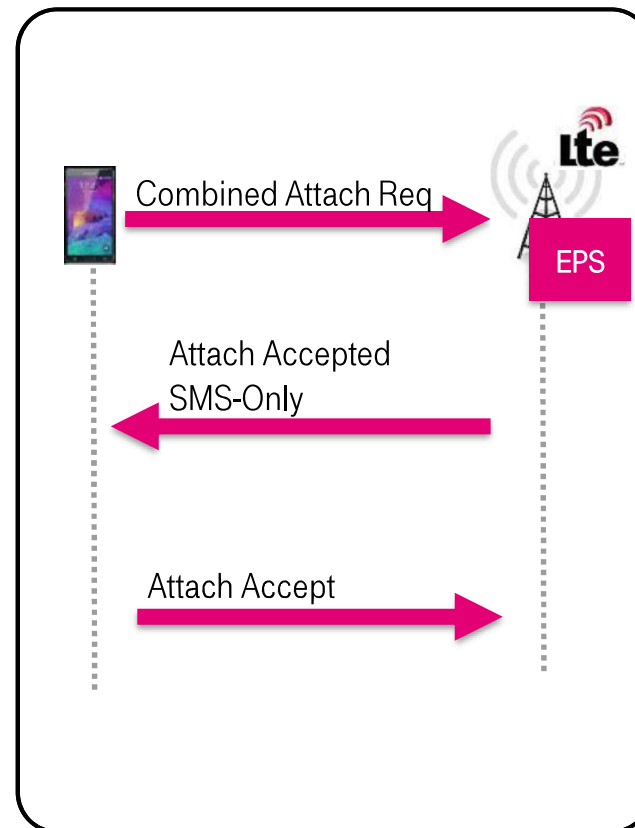 Lte
Combined Attach Req
EPS
Attach Accepted
SMS-Only
Attach Accept